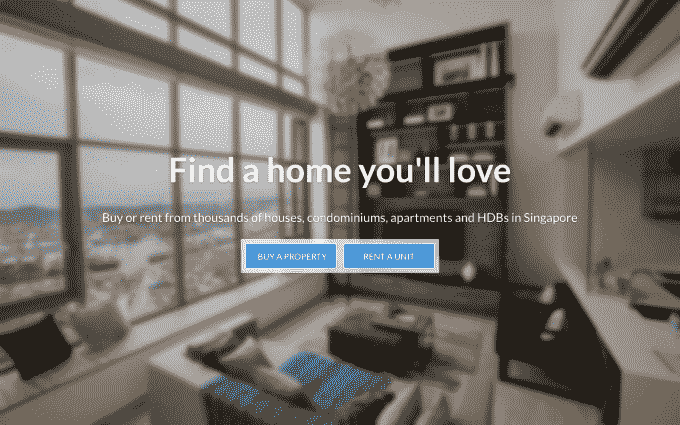 Find a home you'll love
Buy or rent from thousands of houses, condominiums, apartments and HDBs in Singapore
BUY A PROPERTY
RENT A UNIT